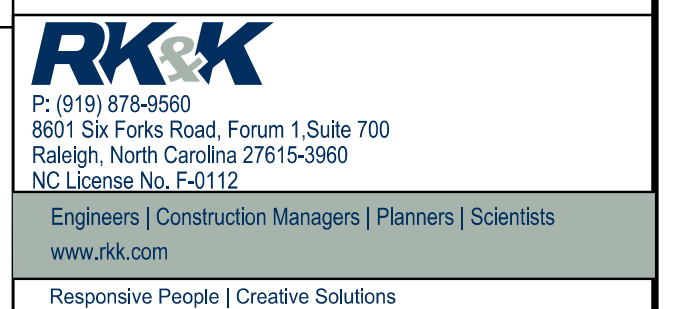 RK&K
P: (919) 878-9560
8601 Six Forks Road, Forum 1,Suite 700
Raleigh, North Carolina 27615-3960
NC License No. F-0112
Engineers | Construction Managers | Planners | Scientists
www.rkk.com
Responsive People | Creative Solutions